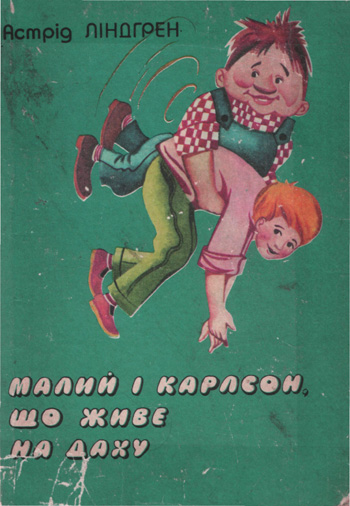 Астрід ЛІНДГРЕН
МАЛИЙ І КАРЛСОН,
ЩО ЖИВЕ
НА ДАХУ